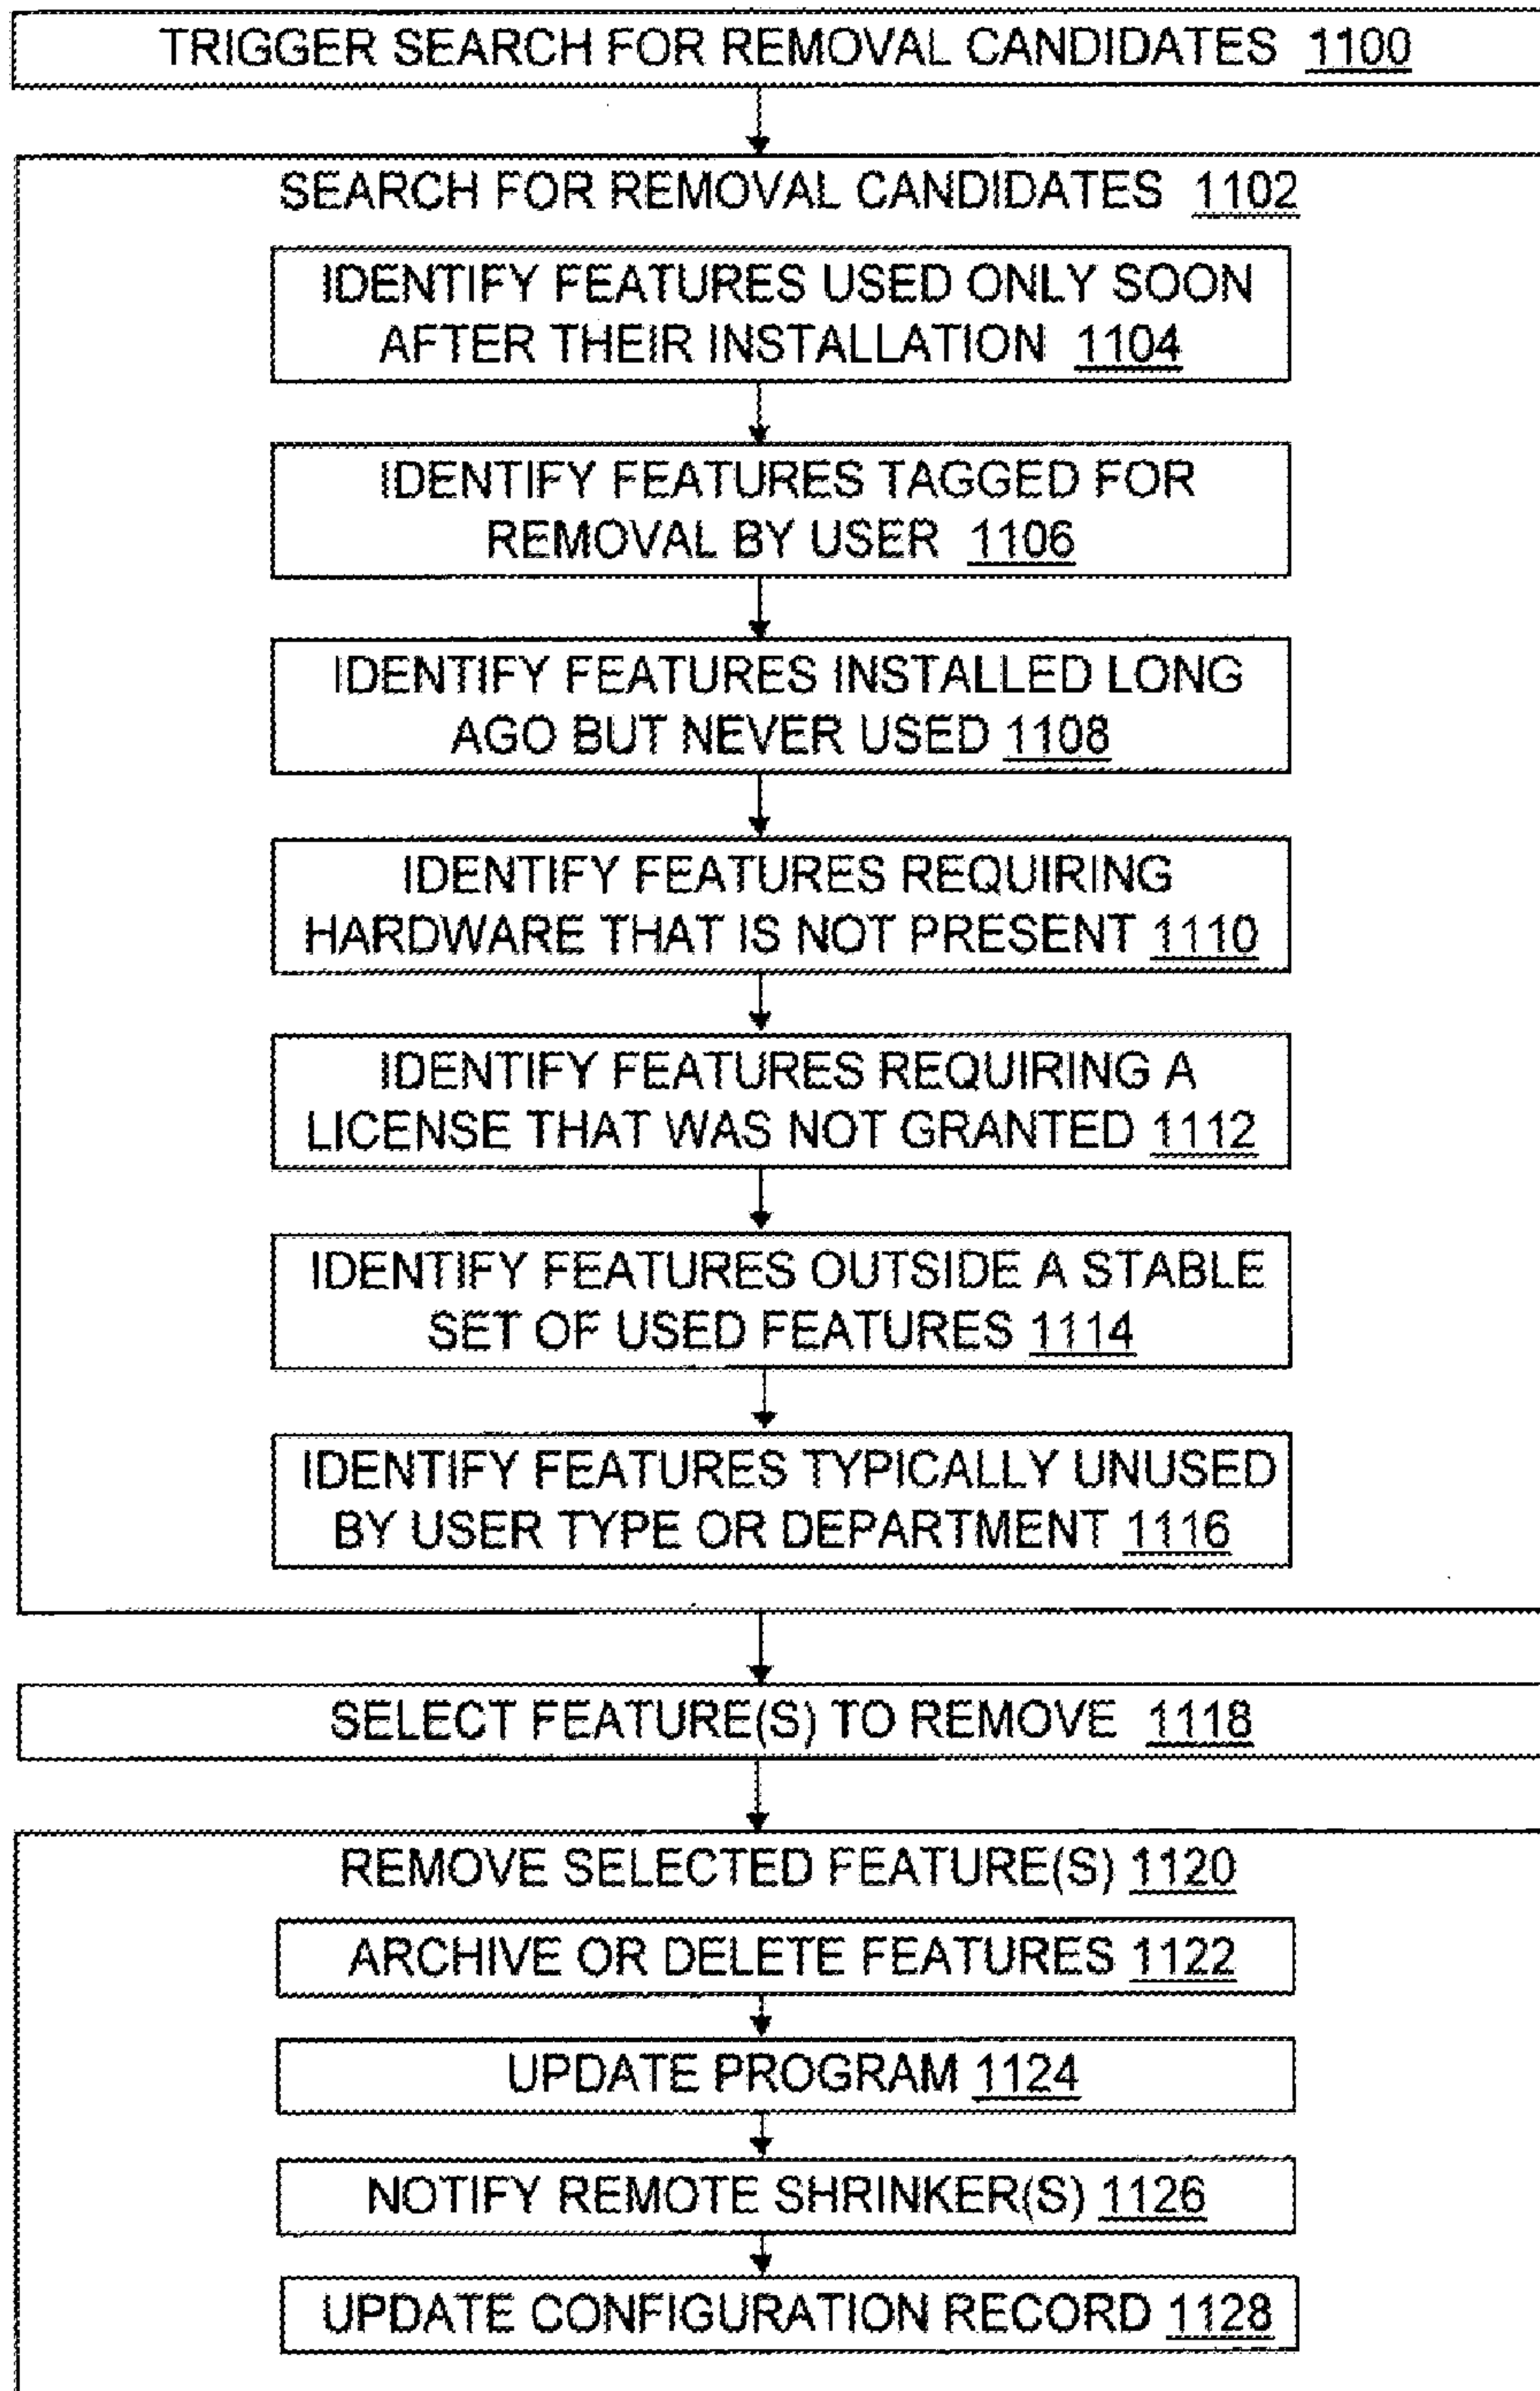 TRIGGER SEARCH FOR REMOVAL CANDIDATES 1100
SEARCH FOR REMOVAL CANDIDATES 1102
IDENTIFY FEATURES USED ONLY SOON
AFTER THEIR INSTALLATION 1104
IDENTIFY FEATURES TAGGED FOR
REMOVAL BY USER 1106
IDENTIFY FEATURES INSTALLED LONG
AGO BUT NEVER USED 1108
IDENTIFY FEATURES REQUIRING
HARDWARE THAT IS NOT PRESENT 1110
IDENTIFY FEATURES REQUIRING A
LICENSE THAT WAS NOT GRANTED 1112
IDENTIFY FEATURES OUTSIDE A STABLE
SET OF USED FEATURES 1114
IDENTIFY FEATURES TYPICALLY UNUSED
BY USER TYPE OR DEPARTMENT 1116
SELECT FEATURE(S) TO REMOVE 1118
REMOVE SELECTED FEATURE(S) 1120
ARCHIVE OR DELETE FEATURES 1122
UPDATE PROGRAM 1124
NOTIFY REMOTE SHRINKER(S) 1126
UPDATE CONFIGURATION RECORD 1128